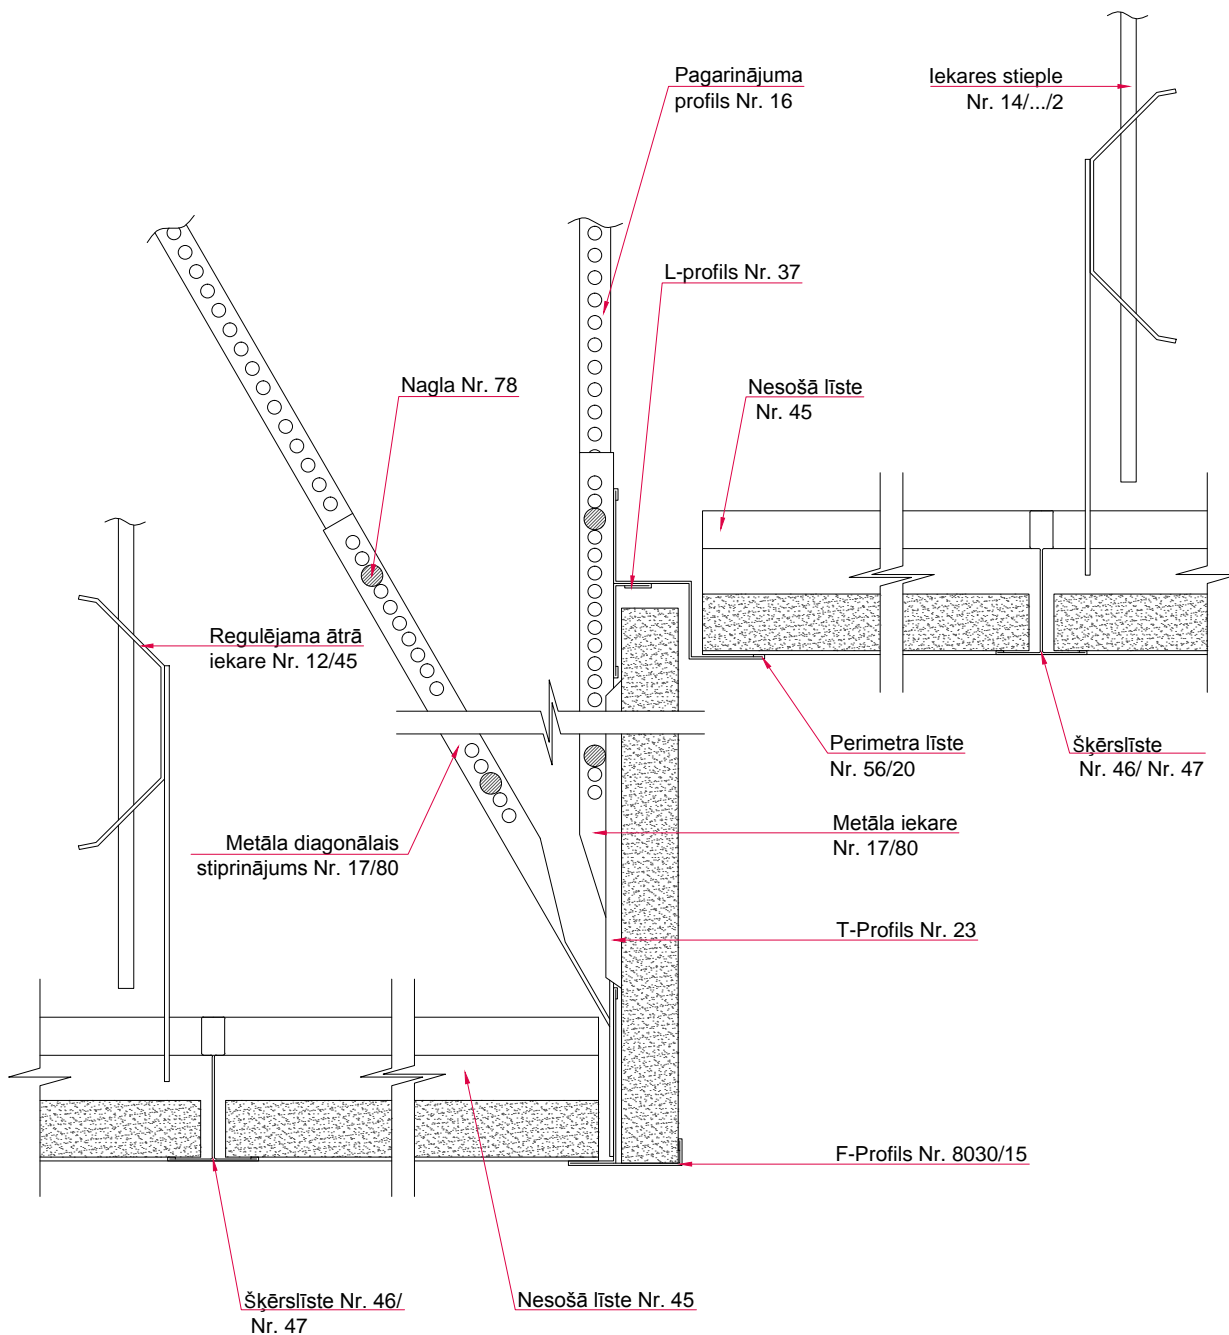 Pagarinājuma
profils Nr. 16
Iekares stieple
Nr. 14/.../2
L-profils Nr. 37
Nagla Nr. 78
Nesošā līste
Nr. 45
Regulējama ātrā
iekare Nr. 12/45
Perimetra līste
Nr. 56/20
Šķērslīste
Nr. 46/ Nr. 47
Metāla diagonālais
stiprinājums Nr. 17/80
Metāla iekare
Nr. 17/80
T-Profils Nr. 23
F-Profils Nr. 8030/15
Šķērslīste Nr. 46/
Nr. 47
Nesošā līste Nr. 45